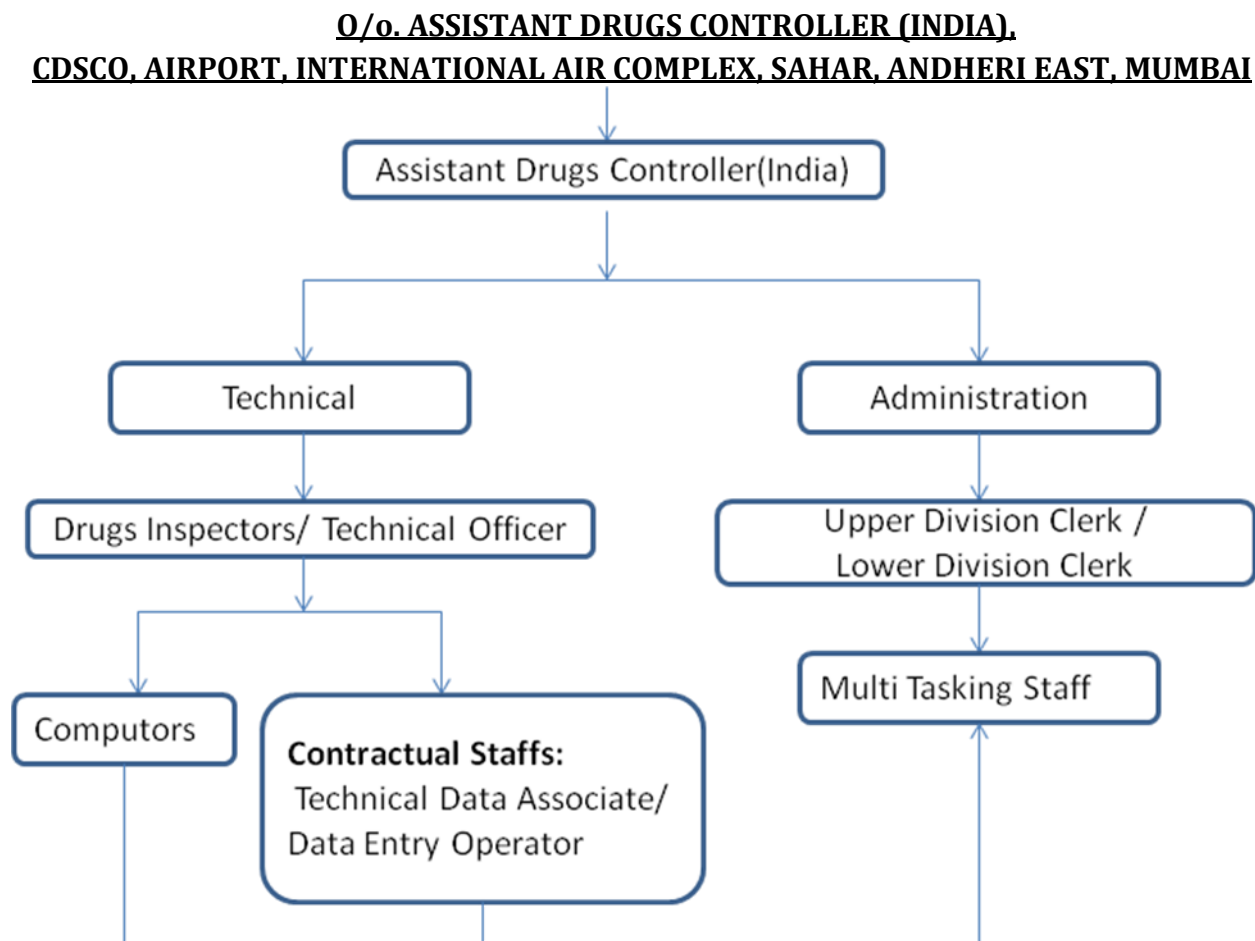 O/o. ASSISTANT DRUGS CONTROLLER (INDIA),
CDSCO, AIRPORT, INTERNATIONAL AIR COMPLEX, SAHAR, ANDHERI EAST, MUMBAI
Assistant Drugs Controller(India)
Technical
Administration
Drugs Inspectors/ Technical Officer
Upper Division Clerk /
Lower Division Clerk
Computors
Contractual Staffs:
Technical Data Associate/
Data Entry Operator
Multi Tasking Staff